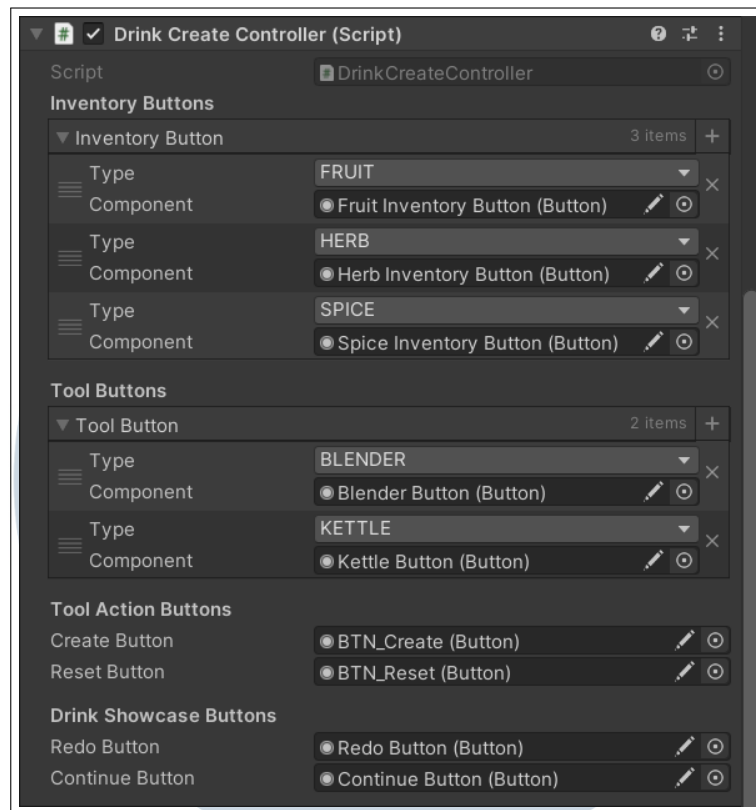 Drink Create Controller (Script)
Script DrinkCreateController
Inventory Buttons
Inventory Button 3 items
Type FRUIT
Component Fruit Inventory Button (Button)
Type HERB
Component Herb Inventory Button (Button)
Type SPICE
Component Spice Inventory Button (Button)
Tool Buttons
Tool Button 2 items
Type BLENDER
Component Blender Button (Button)
Type KETTLE
Component Kettle Button (Button)
Tool Action Buttons
Create Button BTN_Create (Button)
Reset Button BTN_Reset (Button)
Drink Showcase Buttons
Redo Button Redo Button (Button)
Continue Button Continue Button (Button)